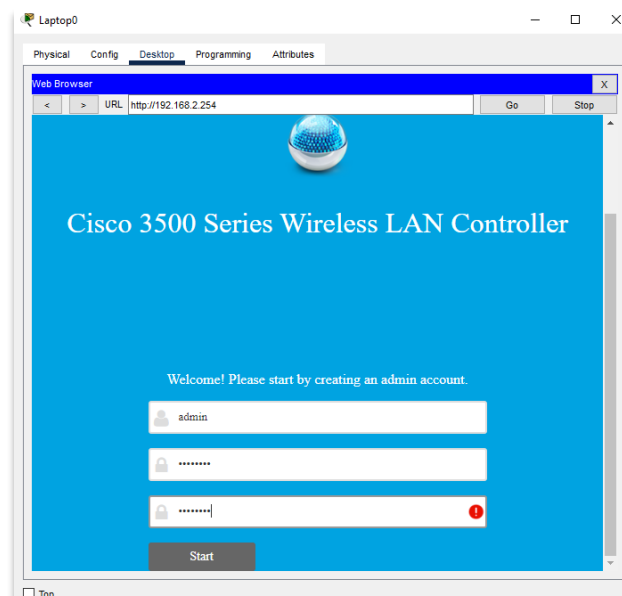 Laptop0
Physical Config Desktop Programming Attributes
Web Browser X
< > URL http://192.168.2.254 Go Stop
Cisco 3500 Series Wireless LAN Controller
Welcome! Please start by creating an admin account.
admin
••••••••
••••••••
Start
Top